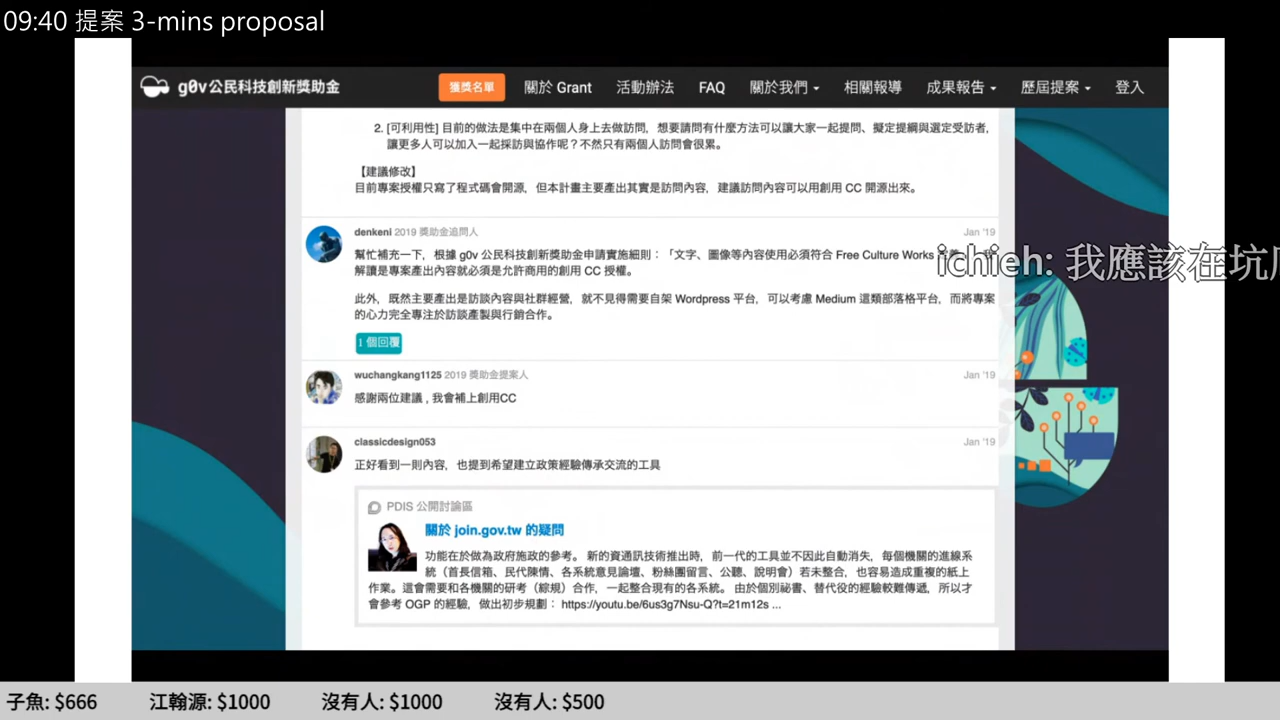 09:40 提案 3-mins proposal
g0v公民科技創新獎助金
獲獎名單 關於 Grant 活動辦法 FAQ 關於我們 相關報導 成果報告 歷屆提案 登入
2. [可利用性] 目前的做法是集中在兩個人身上去做訪問，想要請問有什麼方法可以讓大家一起提問、擬定提綱與選定受訪者，
讓更多人可以加入一起採訪與協作呢？不然只有兩個人訪問會很累。
【建議修改】
目前專案授權只寫了程式碼會開源，但本計畫主要產出其實是訪問內容，建議訪問內容可以用創用 CC 開源出來。
denkeni 2019 獎助金追問人 Jan '19
幫忙補充一下，根據 g0v 公民科技創新獎助金申請實施細則：「文字、圖像等內容使用必須符合 Free Culture Works
ichieh: 我應該在坑
解讀是專案產出內容就必須是允許商用的創用 CC 授權。
此外，既然主要產出是訪談內容與社群經營，就不見得需要自架 Wordpress 平台，可以考慮 Medium 這類部落格平台，而將專案
的心力完全專注於訪談產製與行銷合作。
1 個回覆
wuchangkang1125 2019 獎助金提案人 Jan '19
感謝兩位建議 , 我會補上創用CC
classicdesign053 Jan '19
正好看到一則內容，也提到希望建立政策經驗傳承交流的工具
PDIS 公開討論區
關於 join.gov.tw 的疑問
功能在於做為政府施政的參考。 新的資通訊技術推出時，前一代的工具並不因此自動消失，每個機關的進線系
統（首長信箱、民代陳情、各系統意見論壇、粉絲團留言、公聽、說明會）若未整合，也容易造成重複的紙上
作業。這會需要和各機關的研考（綜規）合作，一起整合現有的各系統。 由於個別祕書、替代役的經驗較難傳遞，所以才
會參考 OGP 的經驗，做出初步規劃： https://youtu.be/6us3g7Nsu-Q?t=21m12s ...
子魚: $666 江翰源: $1000 沒有人: $1000 沒有人: $500